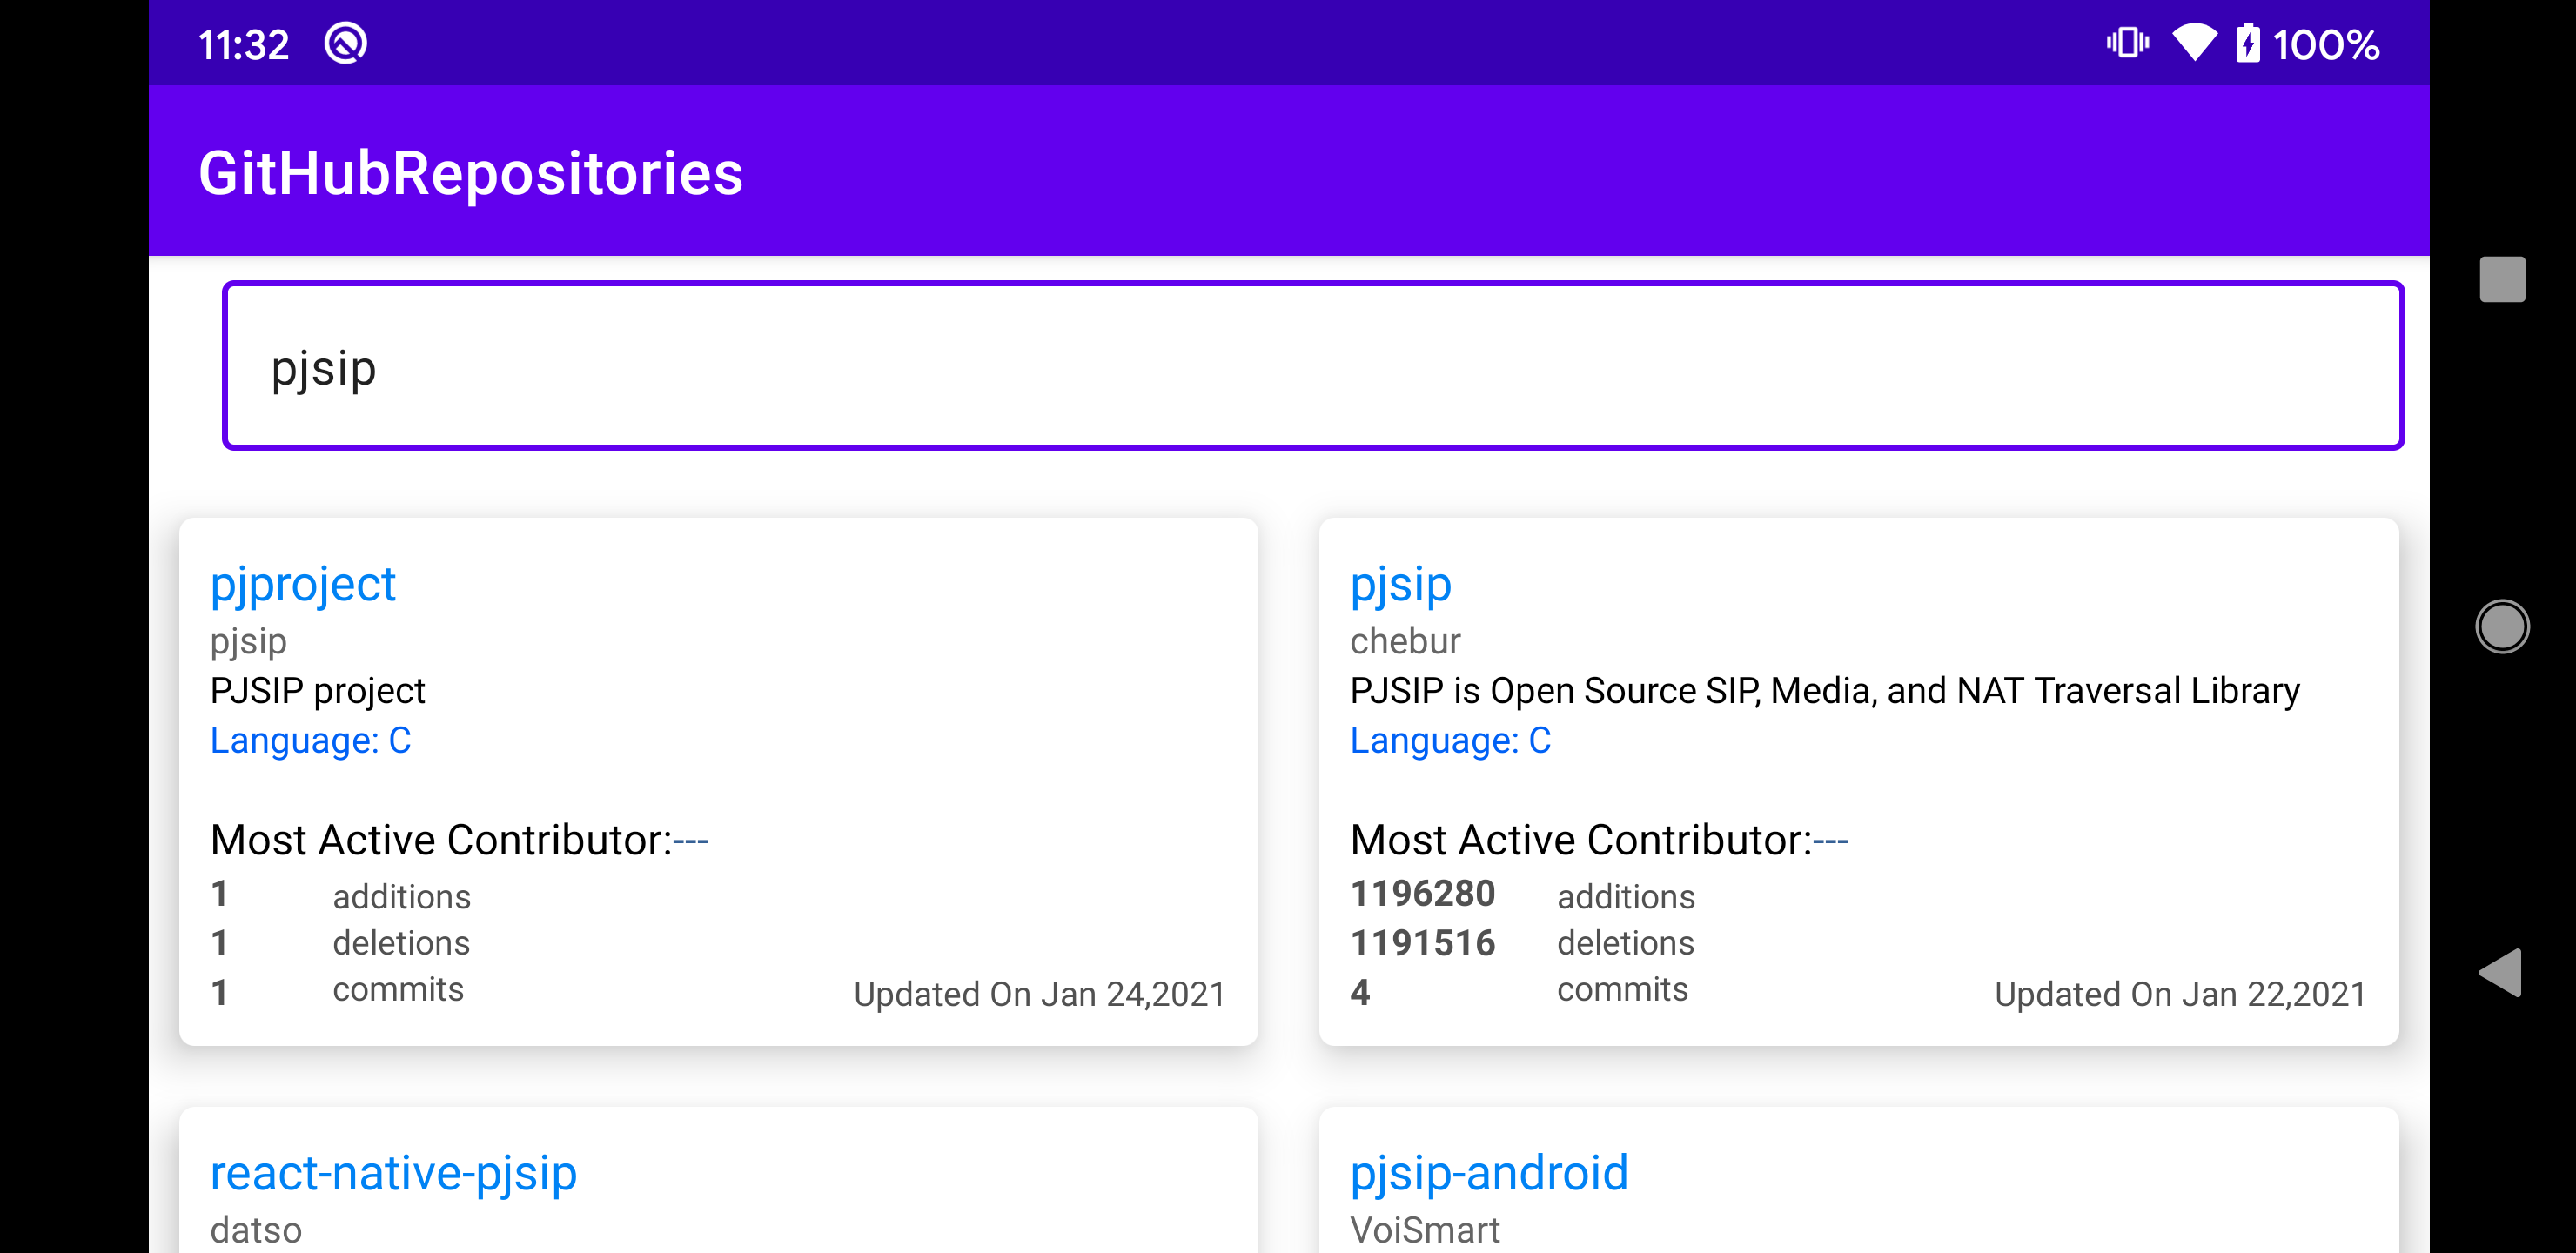 11:32
100%
GitHubRepositories
pjsip
pjproject
pjsip
PJSIP project
Language: C
Most Active Contributor:---
1 additions
1 deletions
1 commits
Updated On Jan 24,2021
pjsip
chebur
PJSIP is Open Source SIP, Media, and NAT Traversal Library
Language: C
Most Active Contributor:---
1196280 additions
1191516 deletions
4 commits
Updated On Jan 22,2021
react-native-pjsip
datso
pjsip-android
VoiSmart